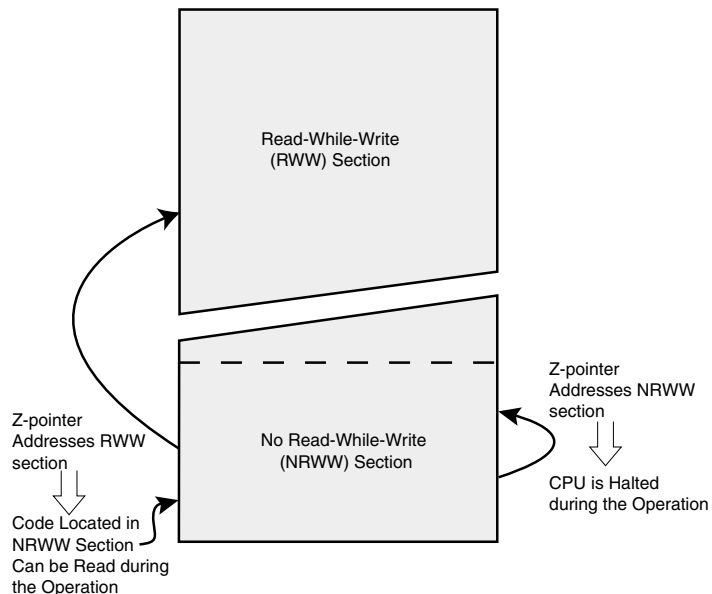 Read-While-Write
(RWW) Section
Z-pointer
Addresses NRWW
section
No Read-While-Write
(NRWW) Section
CPU is Halted
during the Operation
Z-pointer
Addresses RWW
section
Code Located in
NRWW Section
Can be Read during
the Operation